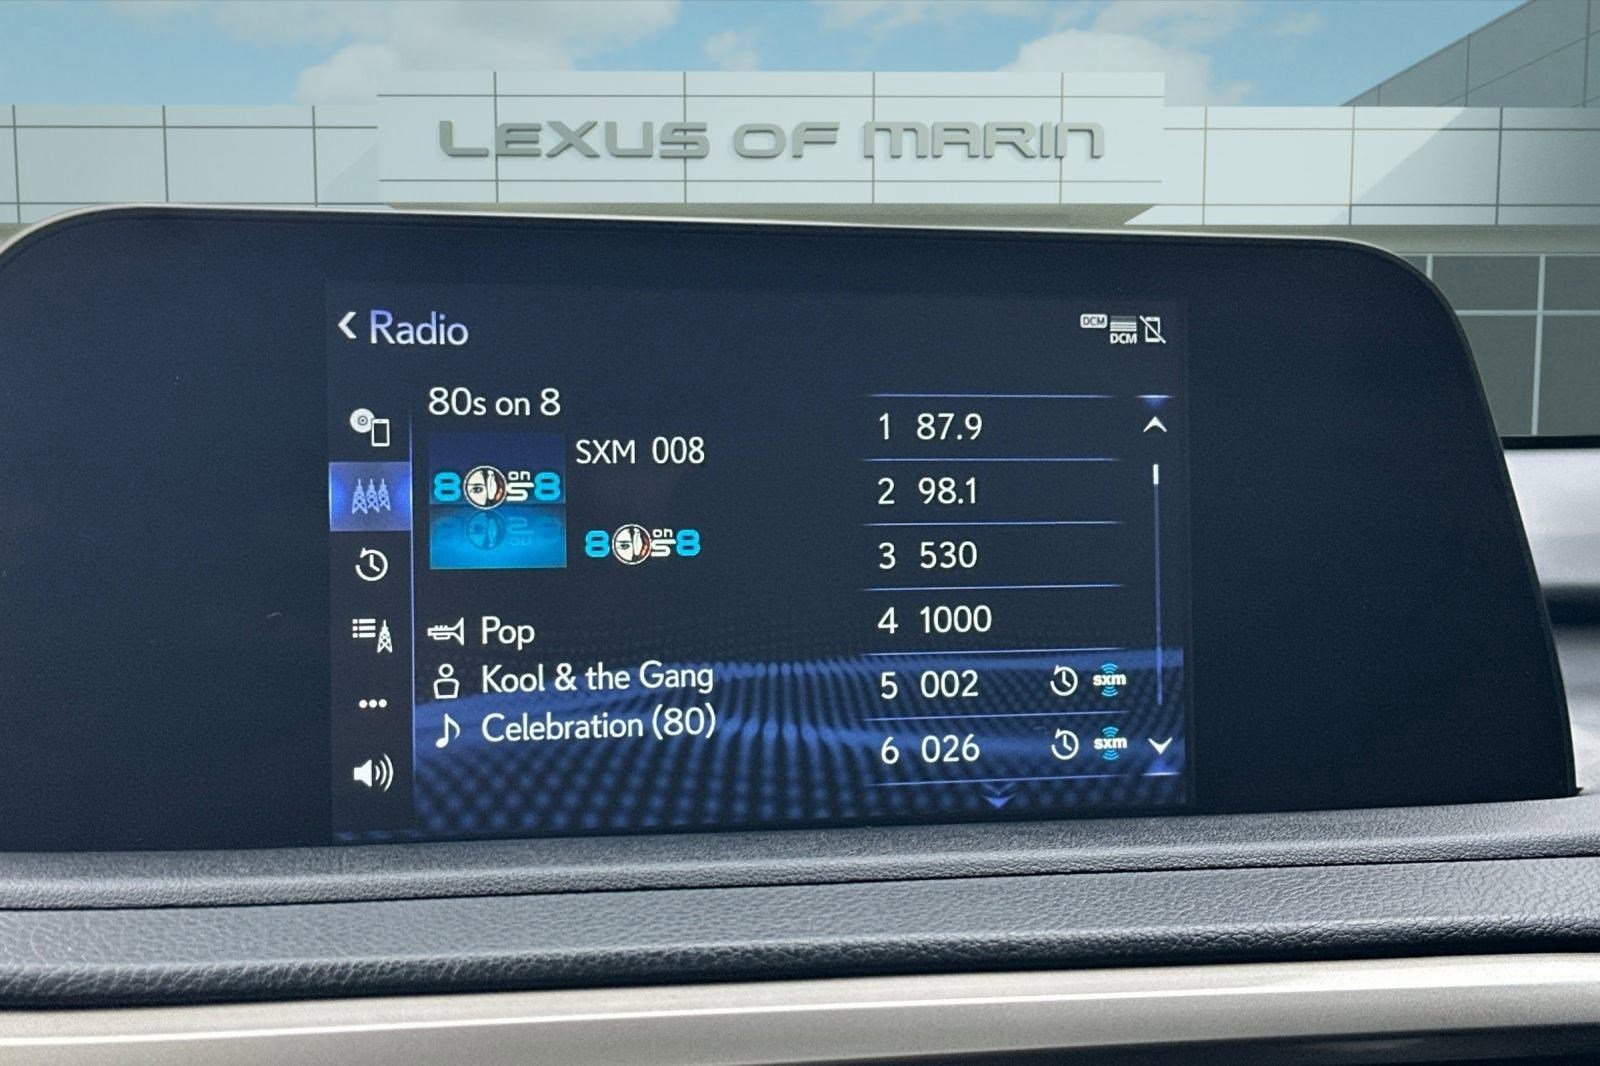 LEXUS OF MARIN
Radio
DCM
DCM
80s on 8
SXM 008
80s on 8
80s on 8
Pop
Kool & the Gang
Celebration (80)
1 87.9
2 98.1
3 530
4 1000
5 002 sxm
6 026 sxm